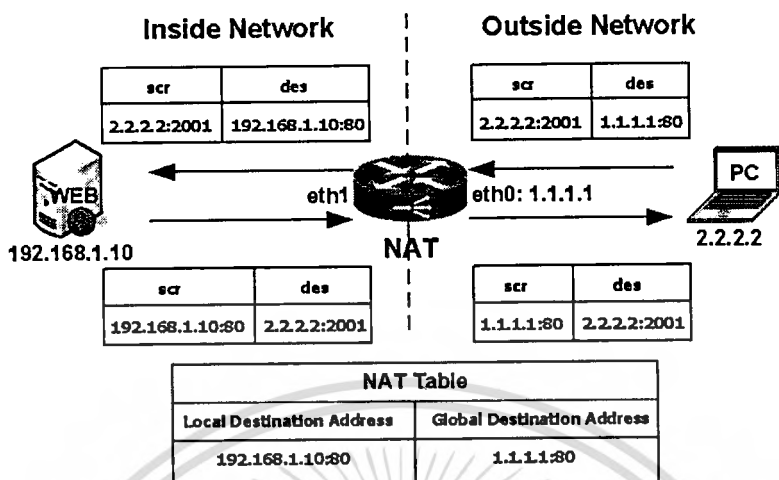 Inside Network
Outside Network
scr des
2.2.2.2:2001 192.168.1.10:80
scr des
2.2.2.2:2001 1.1.1.1:80
WEB
eth1
eth0: 1.1.1.1
PC
192.168.1.10
NAT
2.2.2.2
scr des
192.168.1.10:80 2.2.2.2:2001
scr des
1.1.1.1:80 2.2.2.2:2001
NAT Table
Local Destination Address Global Destination Address
192.168.1.10:80 1.1.1.1:80